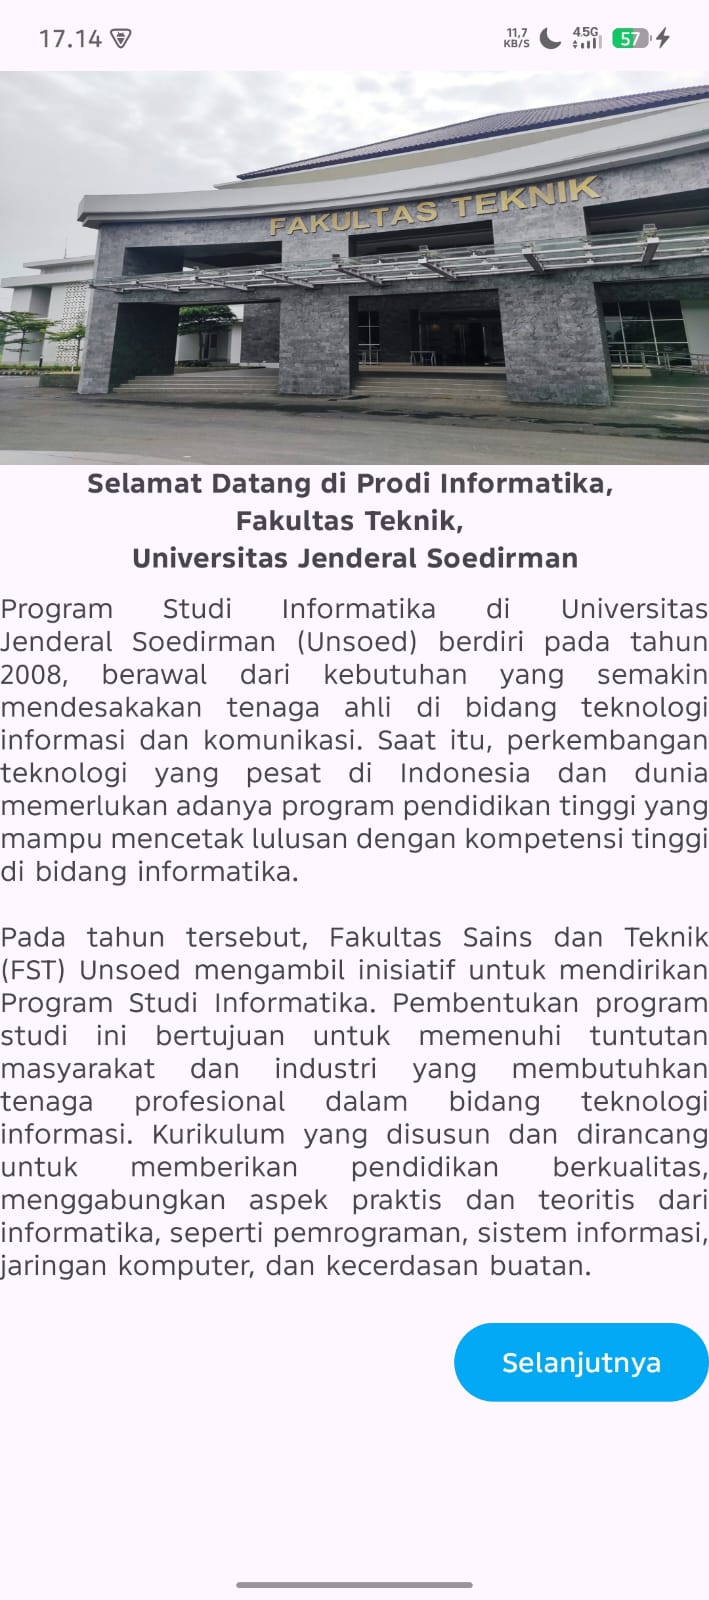 17.14
11,7
KB/S
4.5G
57
FAKULTAS TEKNIK
Selamat Datang di Prodi Informatika,
Fakultas Teknik,
Universitas Jenderal Soedirman
Program Studi Informatika di Universitas
Jenderal Soedirman (Unsoed) berdiri pada tahun
2008, berawal dari kebutuhan yang semakin
mendesakakan tenaga ahli di bidang teknologi
informasi dan komunikasi. Saat itu, perkembangan
teknologi yang pesat di Indonesia dan dunia
memerlukan adanya program pendidikan tinggi yang
mampu mencetak lulusan dengan kompetensi tinggi
di bidang informatika.
Pada tahun tersebut, Fakultas Sains dan Teknik
(FST) Unsoed mengambil inisiatif untuk mendirikan
Program Studi Informatika. Pembentukan program
studi ini bertujuan untuk memenuhi tuntutan
masyarakat dan industri yang membutuhkan
tenaga profesional dalam bidang teknologi
informasi. Kurikulum yang disusun dan dirancang
untuk memberikan pendidikan berkualitas,
menggabungkan aspek praktis dan teoritis dari
informatika, seperti pemrograman, sistem informasi,
jaringan komputer, dan kecerdasan buatan.
Selanjutnya